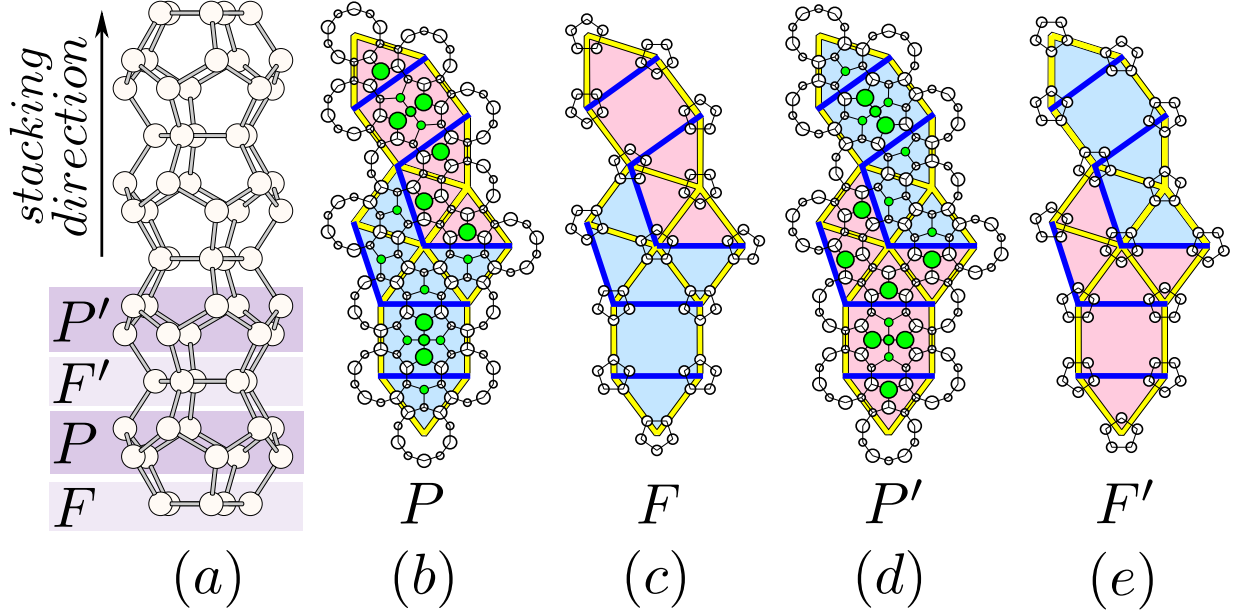 stacking
direction
P′
F′
P
F
P F P′ F′
(a) (b) (c) (d) (e)